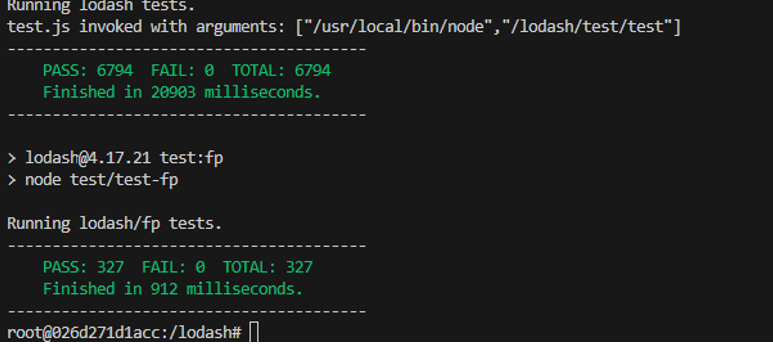 Running lodash tests.
test.js invoked with arguments: ["/usr/local/bin/node","/lodash/test/test"]
----------------------------------------
    PASS: 6794  FAIL: 0  TOTAL: 6794
    Finished in 20903 milliseconds.
----------------------------------------

> lodash@4.17.21 test:fp
> node test/test-fp

Running lodash/fp tests.
----------------------------------------
    PASS: 327  FAIL: 0  TOTAL: 327
    Finished in 912 milliseconds.
----------------------------------------
root@026d271d1acc:/lodash#